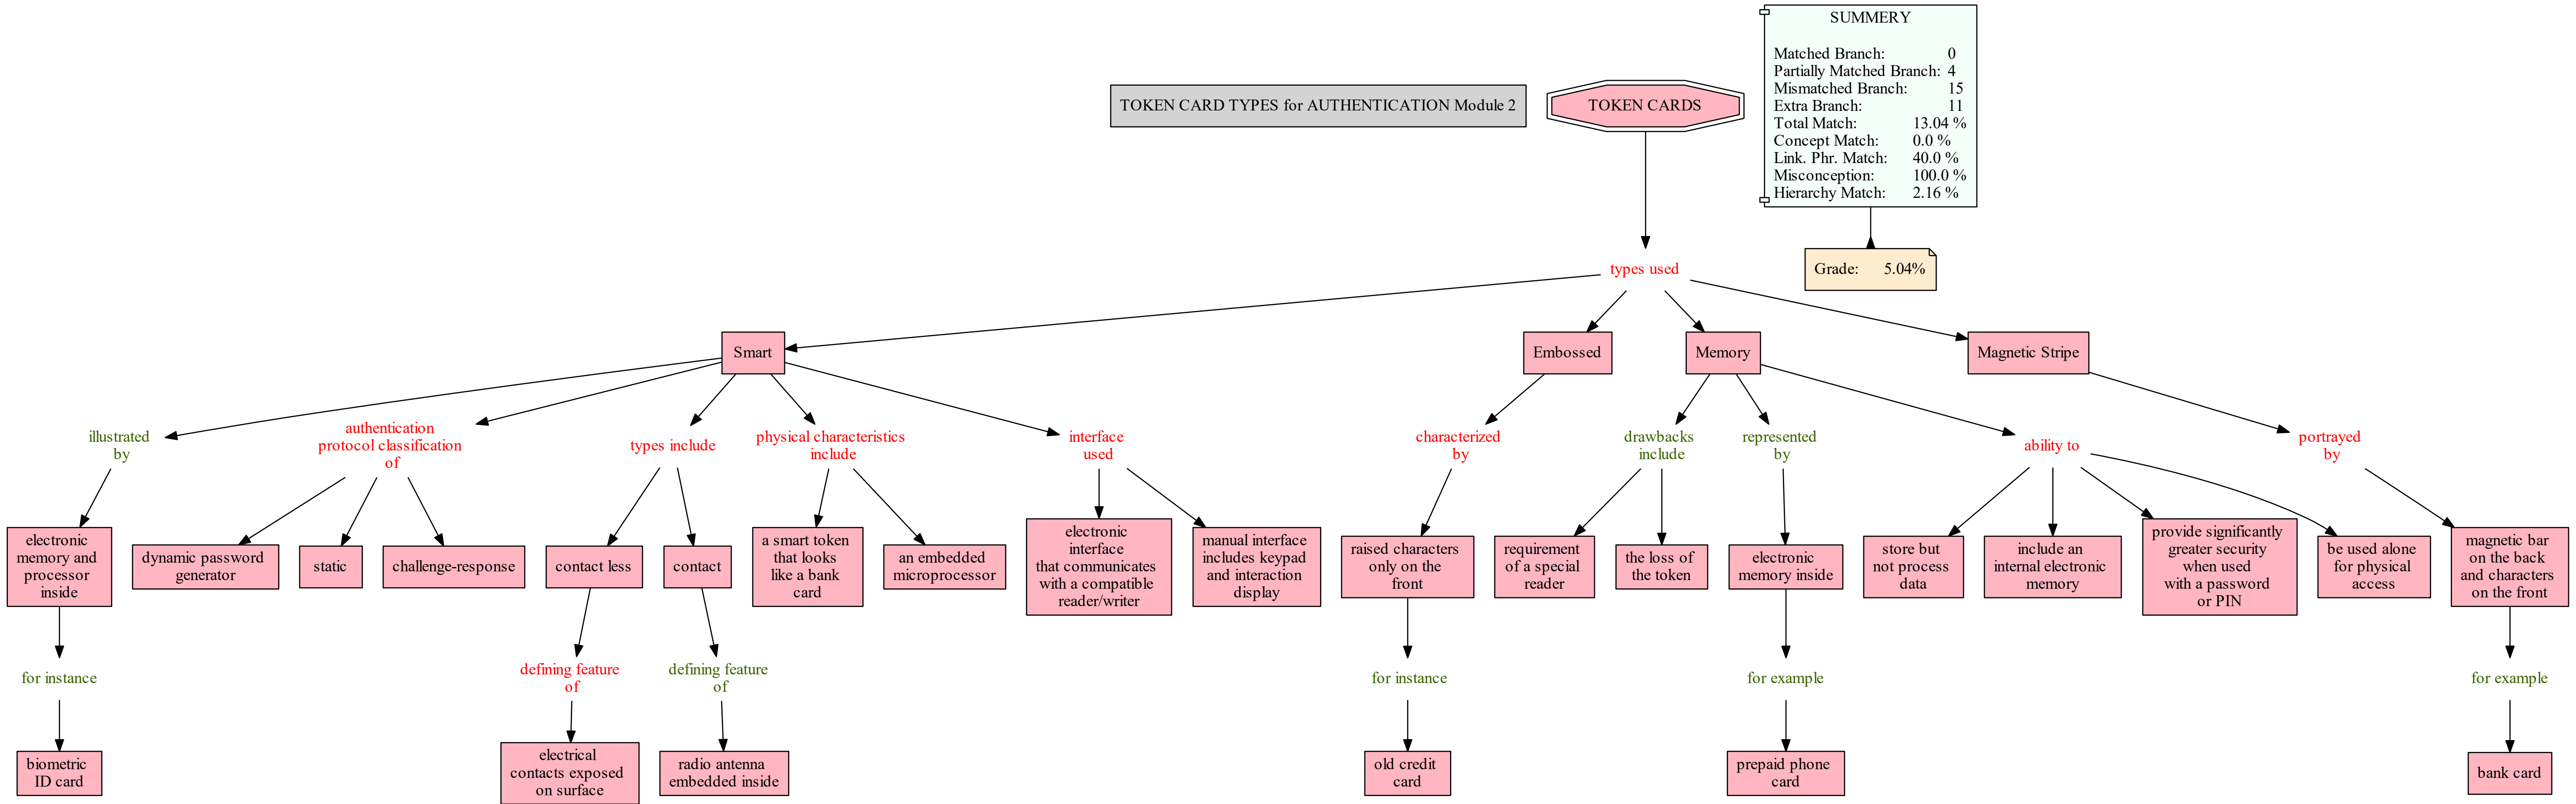 SUMMERY
Matched Branch: 0
Partially Matched Branch: 4
Mismatched Branch: 15
Extra Branch: 11
Total Match: 13.04 %
Concept Match: 0.0 %
Link. Phr. Match: 40.0 %
Misconception: 100.0 %
Hierarchy Match: 2.16 %
TOKEN CARD TYPES for AUTHENTICATION Module 2
TOKEN CARDS
types used
Grade: 5.04%
Smart
Embossed
Memory
Magnetic Stripe
illustrated
by
authentication
protocol classification
of
types include
physical characteristics
include
interface
used
characterized
by
drawbacks
include
represented
by
ability to
portrayed
by
electronic
memory and
processor
inside
dynamic password
generator
static
challenge-response
contact less
contact
a smart token
that looks
like a bank
card
an embedded
microprocessor
electronic
interface
that communicates
with a compatible
reader/writer
manual interface
includes keypad
and interaction
display
raised characters
only on the
front
requirement
of a special
reader
the loss of
the token
electronic
memory inside
store but
not process
data
include an
internal electronic
memory
provide significantly
greater security
when used
with a password
or PIN
be used alone
for physical
access
magnetic bar
on the back
and characters
on the front
for instance
defining feature
of
defining feature
of
for instance
for example
for example
biometric
ID card
electrical
contacts exposed
on surface
radio antenna
embedded inside
old credit
card
prepaid phone
card
bank card